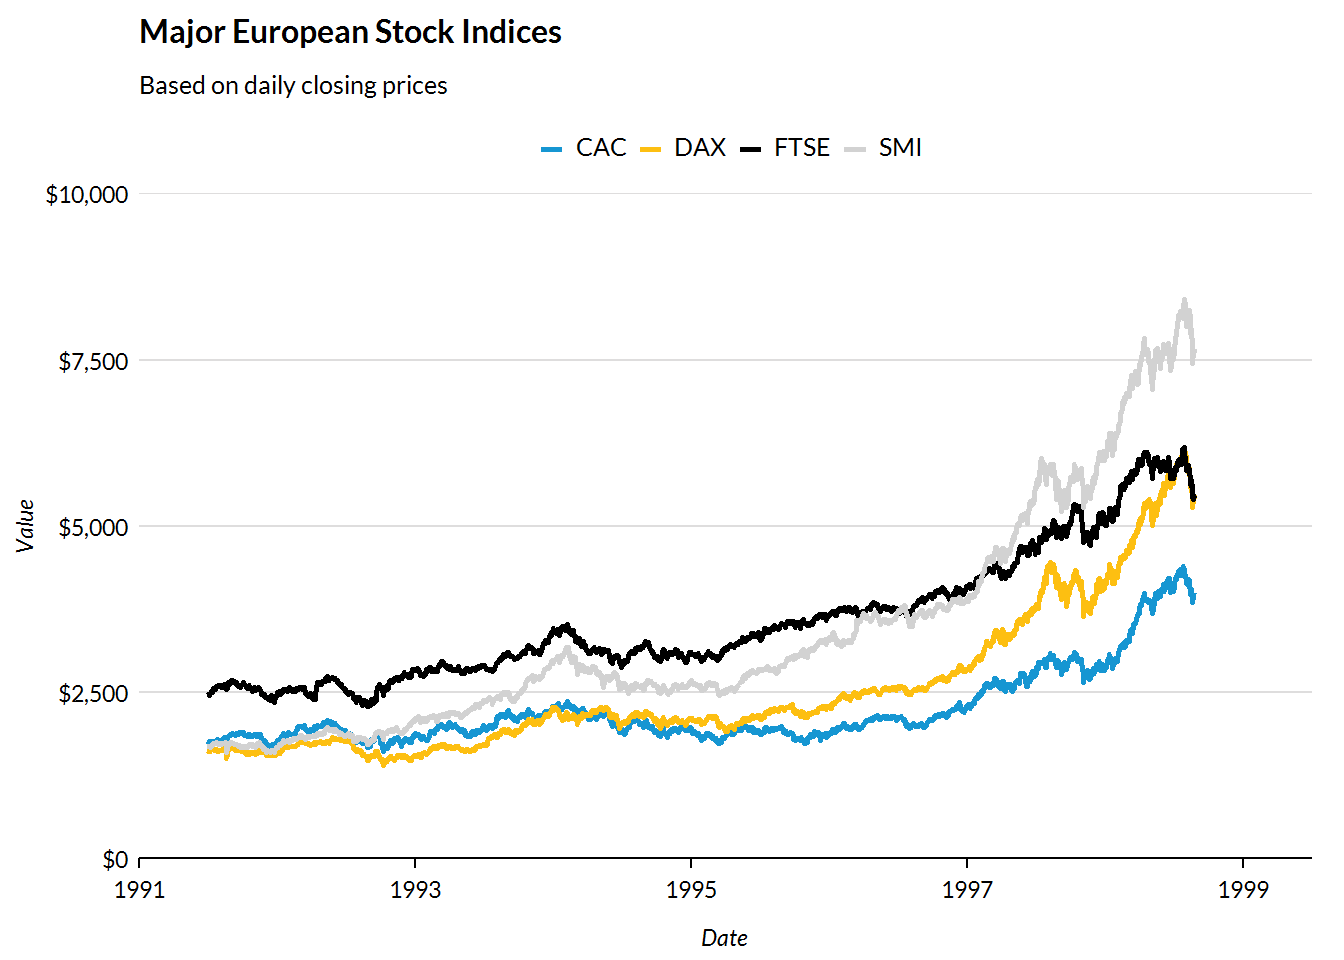 Major European Stock Indices
Based on daily closing prices
CAC DAX FTSE SMI
$10,000
$7,500
$5,000
$2,500
$0
Value
1991 1993 1995 1997 1999
Date